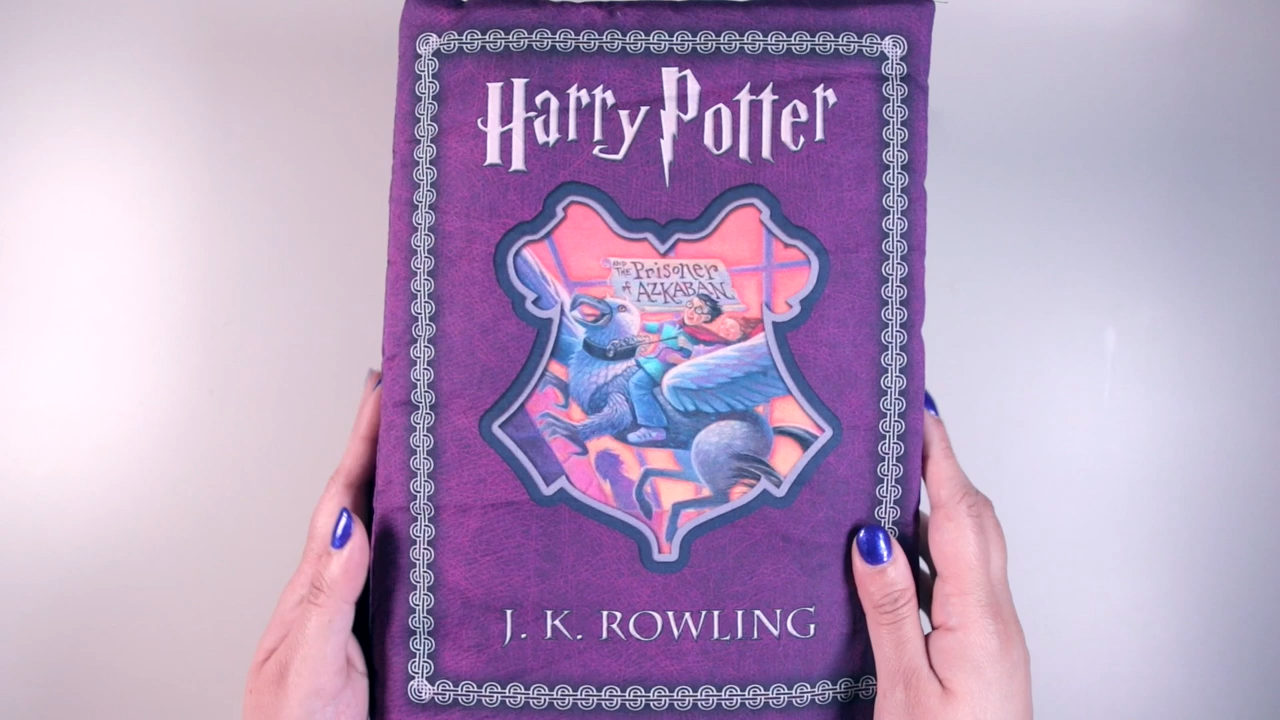 Harry Potter
AND THE Prisoner
of AZKABAN
J. K. ROWLING